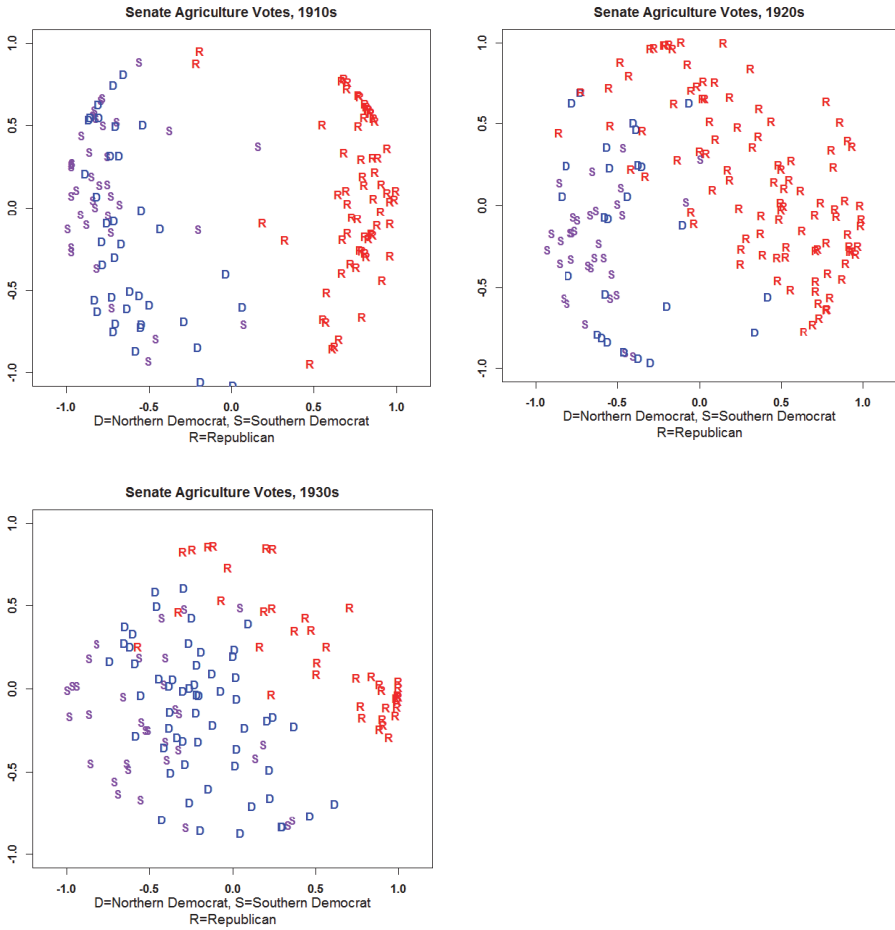 Senate Agriculture Votes, 1910s
1.0
0.5
0.0
-0.5
-1.0
-1.0 -0.5 0.0 0.5 1.0
D=Northern Democrat, S=Southern Democrat
R=Republican
Senate Agriculture Votes, 1920s
1.0
0.5
0.0
-0.5
-1.0
-1.0 -0.5 0.0 0.5 1.0
D=Northern Democrat, S=Southern Democrat
R=Republican
Senate Agriculture Votes, 1930s
1.0
0.5
0.0
-0.5
-1.0
-1.0 -0.5 0.0 0.5 1.0
D=Northern Democrat, S=Southern Democrat
R=Republican